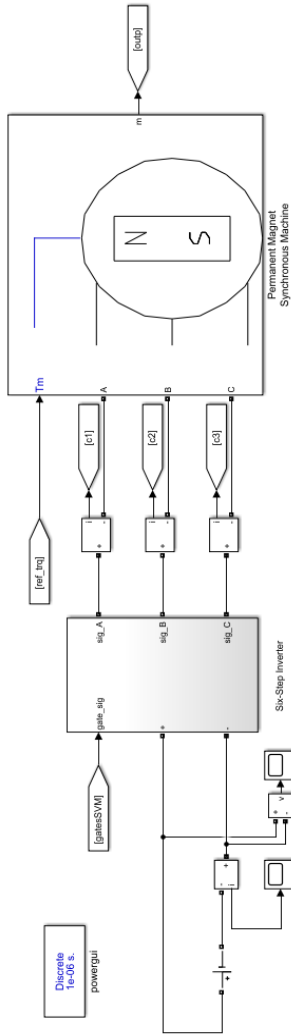 Discrete
1e-06 s.
powergui
[gatesSVM]
gate_sig
+
-
sig_A
sig_B
sig_C
Six-Step Inverter
[ref_trq]
[c1]
[c2]
[c3]
Tm
A
B
C
N
S
m
[outp]
Permanent Magnet
Synchronous Machine
+
-
v